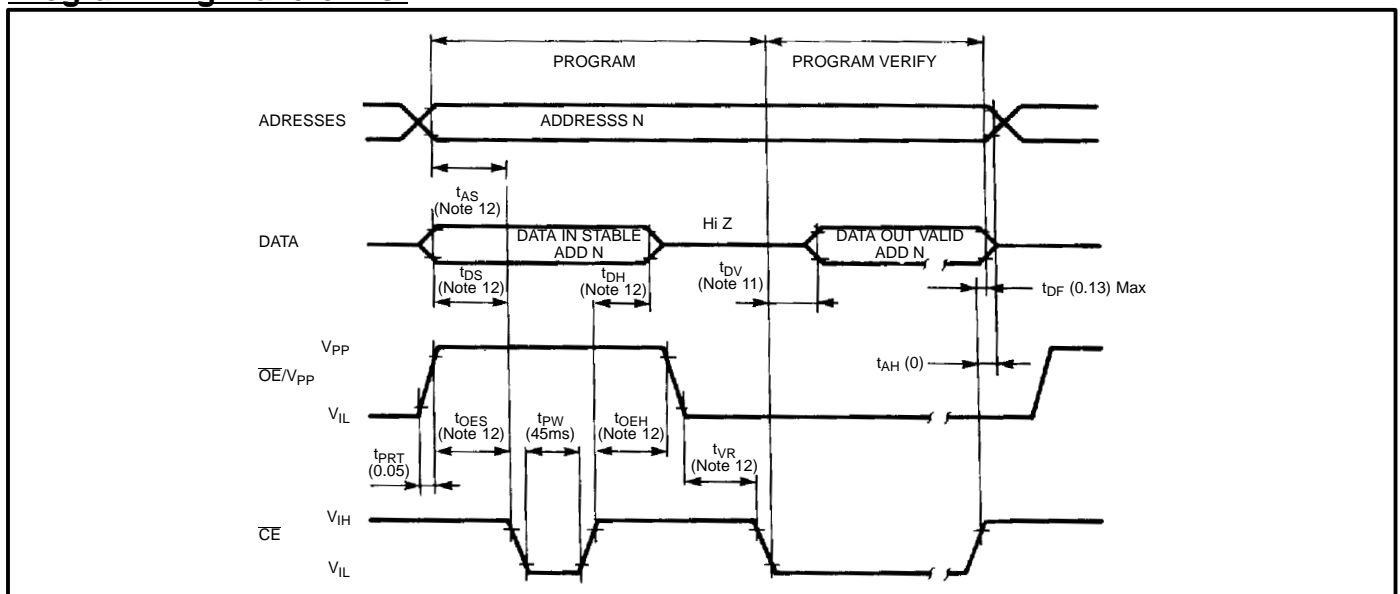 PROGRAM
PROGRAM VERIFY
ADRESSES
ADDRESSS N
tAS
(Note 12)
DATA
DATA IN STABLE
ADD N
Hi Z
DATA OUT VALID
ADD N
tDS
(Note 12)
tDH
(Note 12)
tDV
(Note 11)
tDF (0.13) Max
VPP
OE/VPP
VIL
tAH (0)
tOES
(Note 12)
tPW
(45ms)
tOEH
(Note 12)
tPRT
(0.05)
tVR
(Note 12)
VIH
CE
VIL